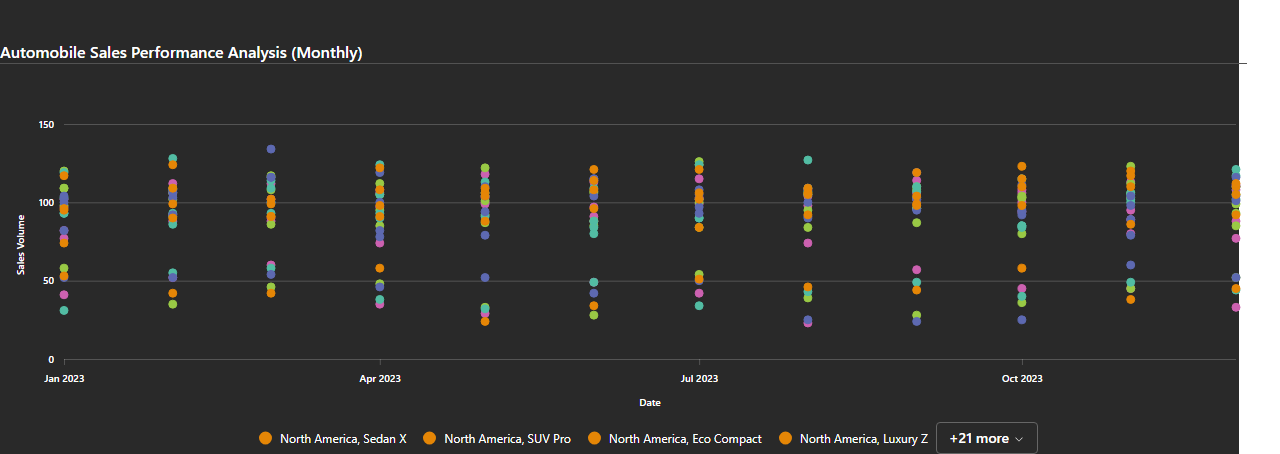 Automobile Sales Performance Analysis (Monthly)
150
100
50
0
Sales Volume
Jan 2023
Apr 2023
Jul 2023
Oct 2023
Date
North America, Sedan X
North America, SUV Pro
North America, Eco Compact
North America, Luxury Z
+21 more